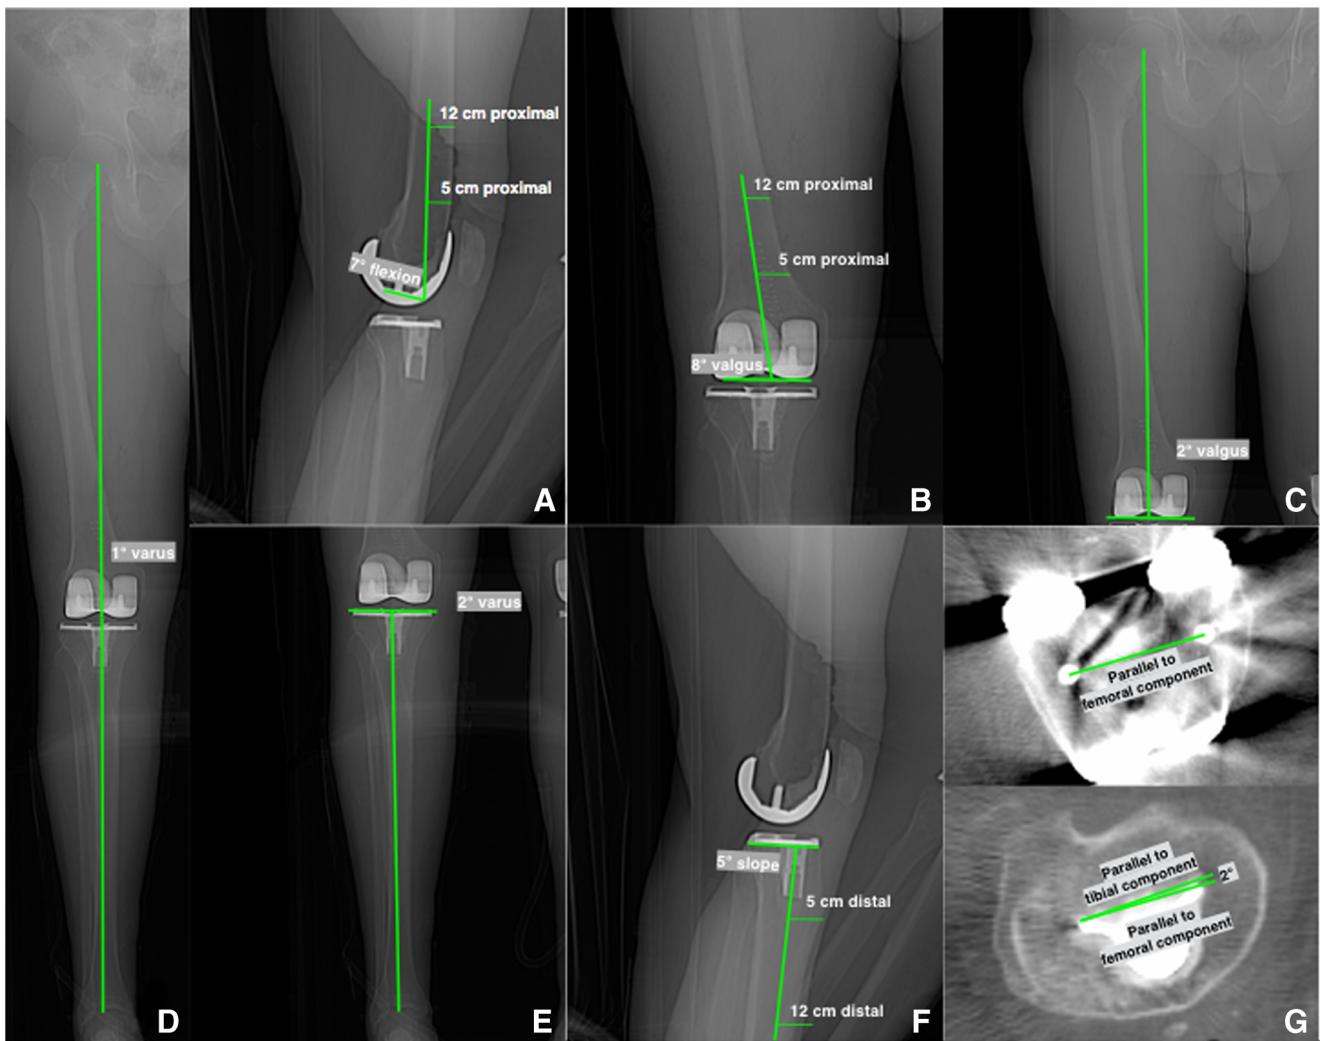 12 cm proximal
5 cm proximal
7° flexion
A
12 cm proximal
5 cm proximal
8° valgus
B
2° valgus
C
1° varus
D
2° varus
E
5° slope
5 cm distal
12 cm distal
F
Parallel to
femoral component
Parallel to
tibial component
2°
Parallel to
femoral component
G